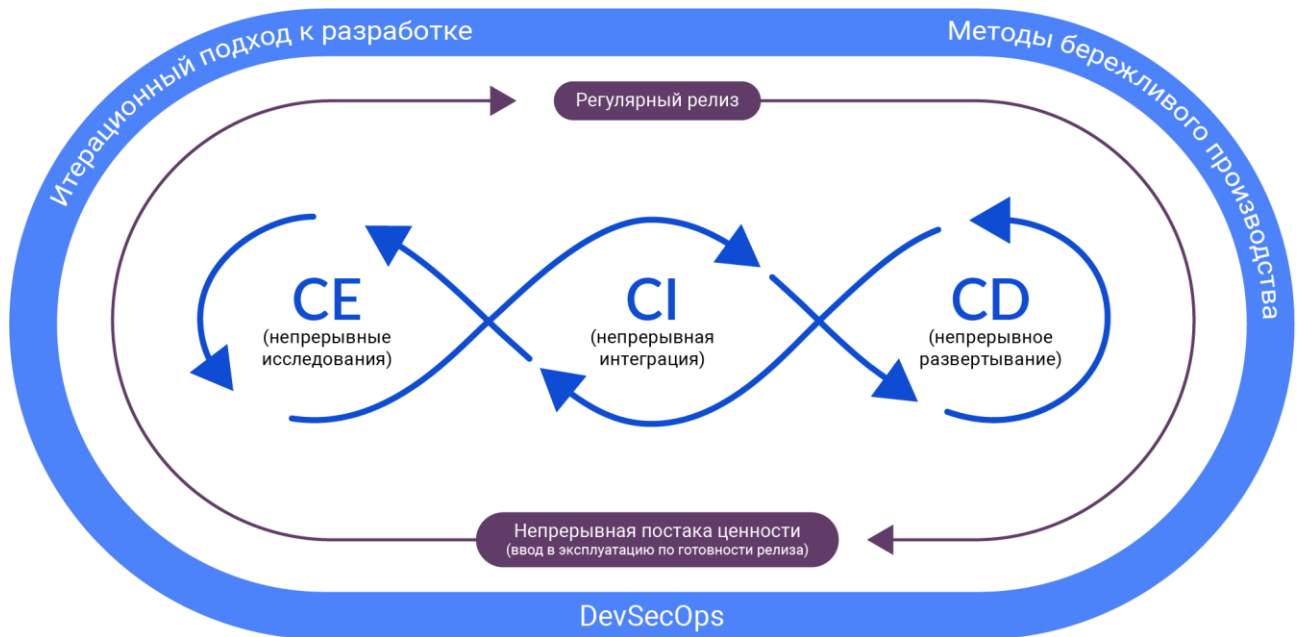 Итерационный подход к разработке
Методы бережливого производства
Регулярный релиз
CE
(непрерывные
исследования)
CI
(непрерывная
интеграция)
CD
(непрерывное
развертывание)
Непрерывная постака ценности
(ввод в эксплуатацию по готовности релиза)
DevSecOps